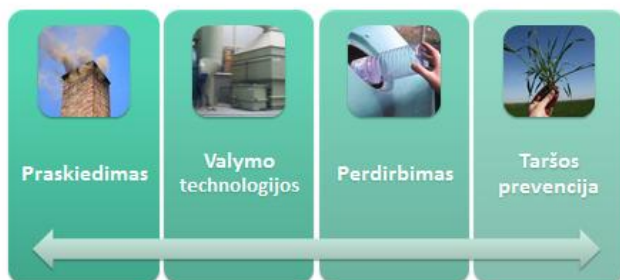 Praskiedimas
Valymo
technologijos
Perdirbimas
Taršos
prevencija